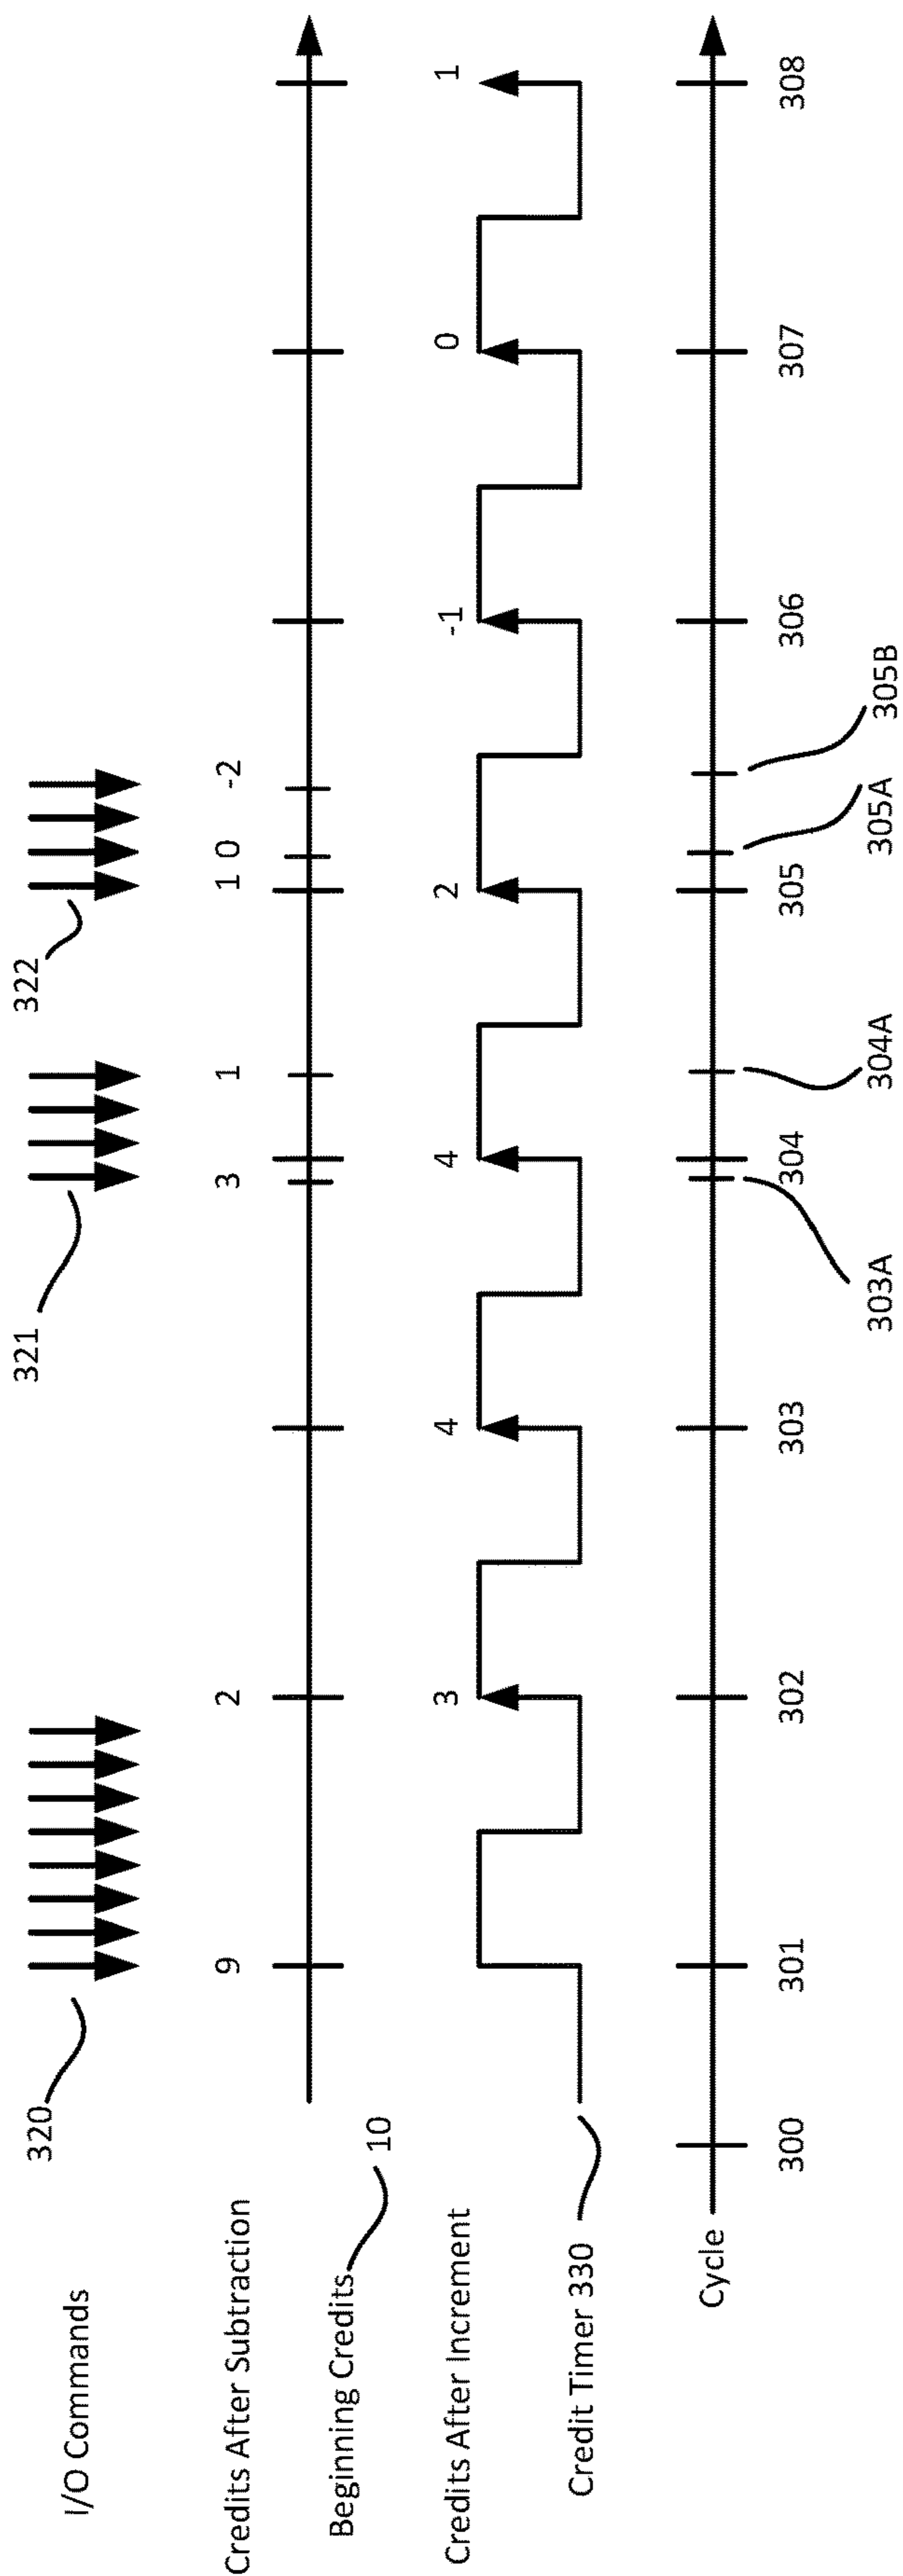 I/O Commands 320 321 322
Credits After Subtraction 9 2 3 1 1 0 -2
Beginning Credits 10
Credits After Increment 3 4 4 2 -1 0 1
Credit Timer 330
Cycle
300 301 302 303 304 305 306 307 308
303A 304A 305A 305B